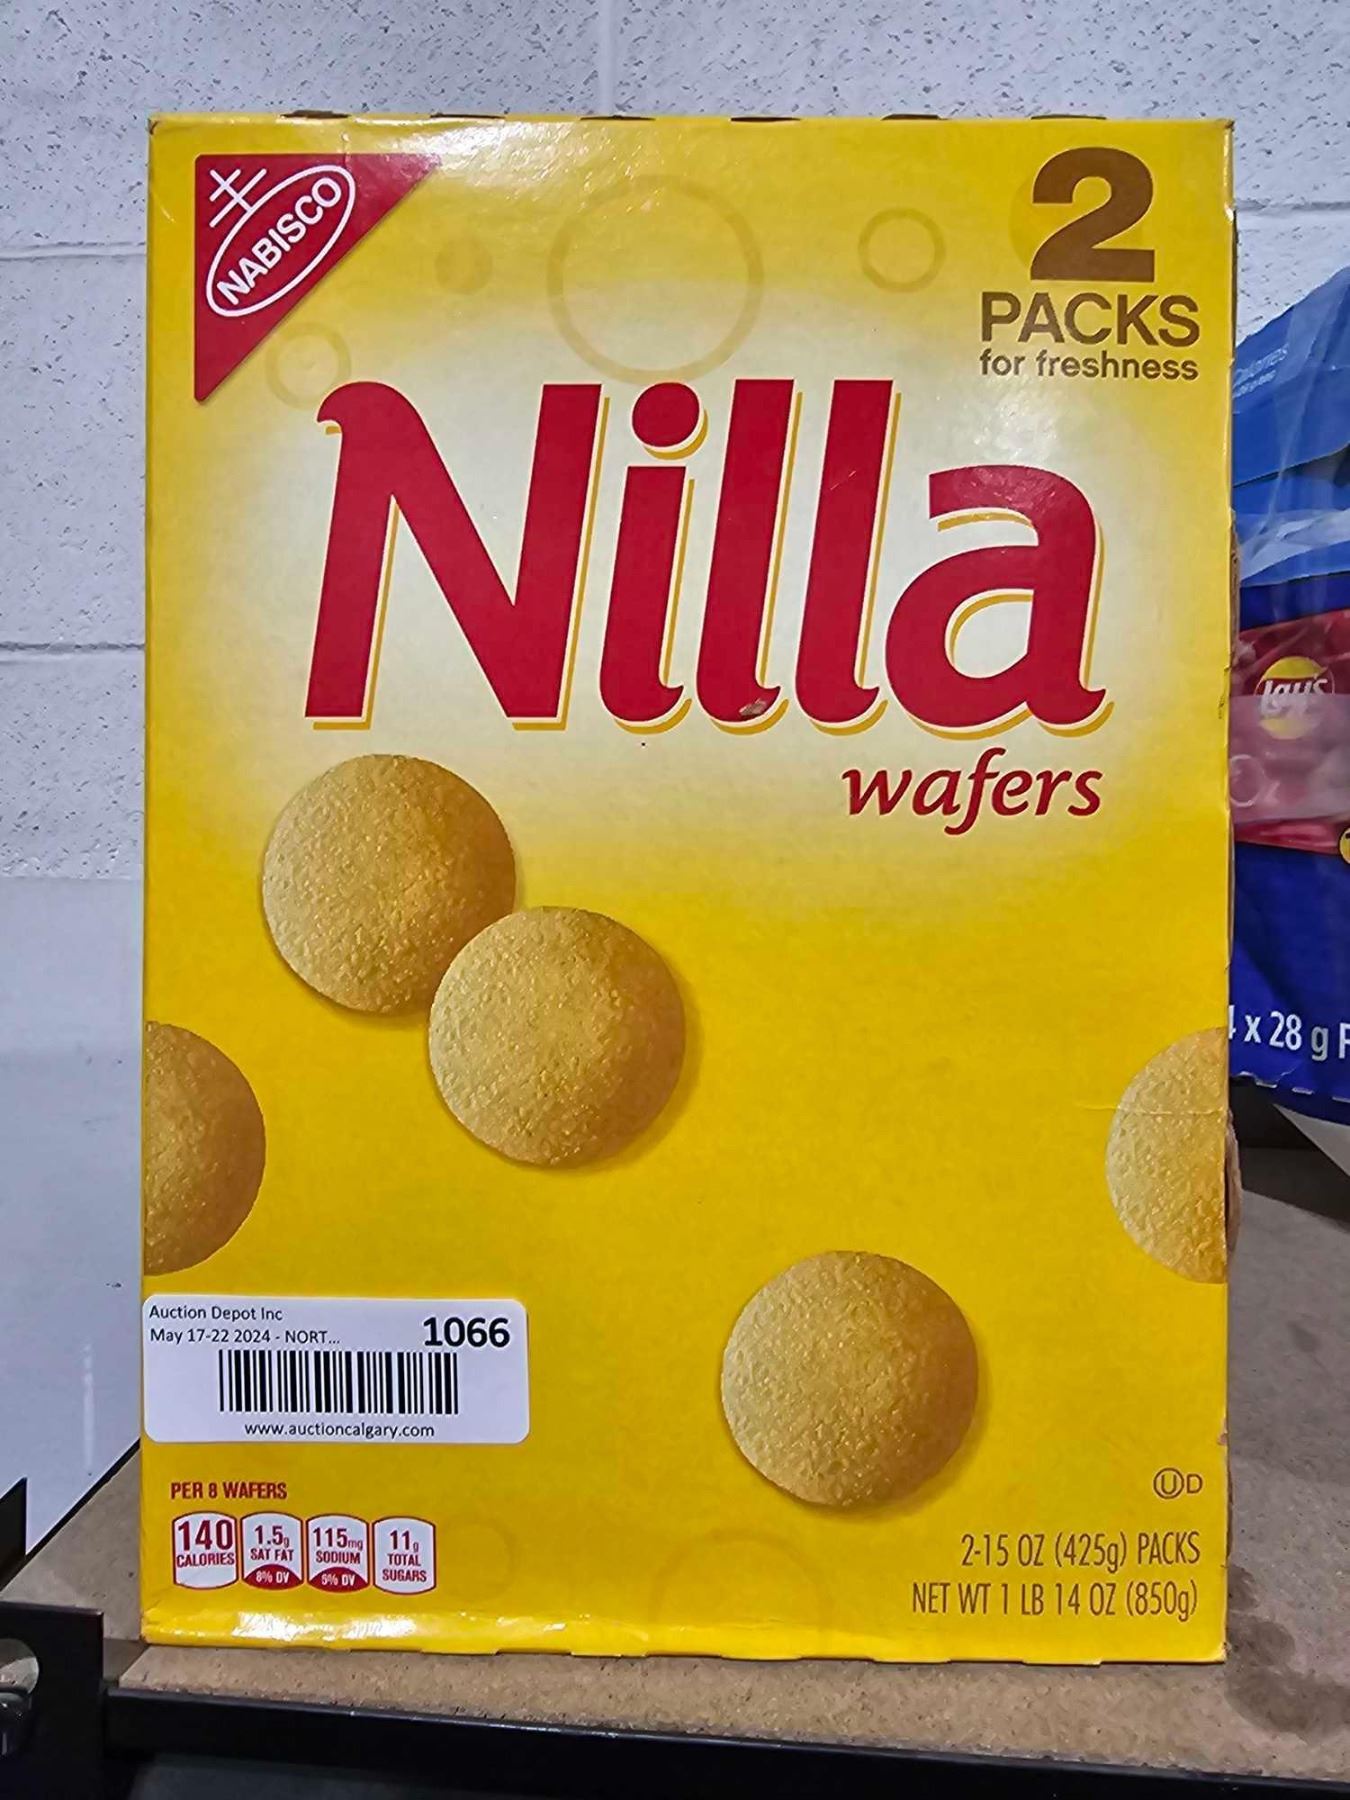 NABISCO
2
PACKS
for freshness
Nilla
wafers
Lay's
x 28 g
Auction Depot Inc
May 17-22 2024 - NORT...
1066
www.auctioncalgary.com
PER 8 WAFERS
140
CALORIES
1.5g
SAT FAT
8% DV
115mg
SODIUM
5% DV
11g
TOTAL
SUGARS
UD
2-15 OZ (425g) PACKS
NET WT 1 LB 14 OZ (850g)